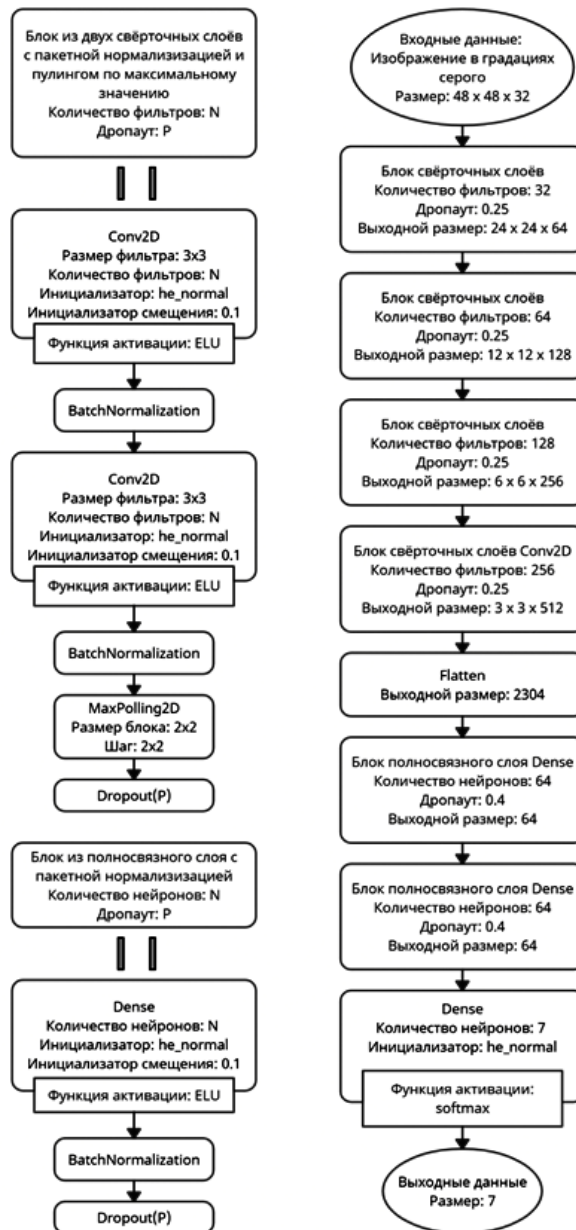 Блок из двух свёрточных слоёв
с пакетной нормализизацией и
пулингом по максимальному
значению
Количество фильтров: N
Дропаут: P
Conv2D
Размер фильтра: 3x3
Количество фильтров: N
Инициализатор: he_normal
Инициализатор смещения: 0.1
Функция активации: ELU
BatchNormalization
Conv2D
Размер фильтра: 3x3
Количество фильтров: N
Инициализатор: he_normal
Инициализатор смещения: 0.1
Функция активации: ELU
BatchNormalization
MaxPolling2D
Размер блока: 2x2
Шаг: 2x2
Dropout(P)
Блок из полносвязного слоя с
пакетной нормализизацией
Количество нейронов: N
Дропаут: P
Dense
Количество нейронов: N
Инициализатор: he_normal
Инициализатор смещения: 0.1
Функция активации: ELU
BatchNormalization
Dropout(P)
Входные данные:
Изображение в градациях
серого
Размер: 48 x 48 x 32
Блок свёрточных слоёв
Количество фильтров: 32
Дропаут: 0.25
Выходной размер: 24 x 24 x 64
Блок свёрточных слоёв
Количество фильтров: 64
Дропаут: 0.25
Выходной размер: 12 x 12 x 128
Блок свёрточных слоёв
Количество фильтров: 128
Дропаут: 0.25
Выходной размер: 6 x 6 x 256
Блок свёрточных слоёв Conv2D
Количество фильтров: 256
Дропаут: 0.25
Выходной размер: 3 x 3 x 512
Flatten
Выходной размер: 2304
Блок полносвязного слоя Dense
Количество нейронов: 64
Дропаут: 0.4
Выходной размер: 64
Блок полносвязного слоя Dense
Количество нейронов: 64
Дропаут: 0.4
Выходной размер: 64
Dense
Количество нейронов: 7
Инициализатор: he_normal
Функция активации:
softmax
Выходные данные
Размер: 7